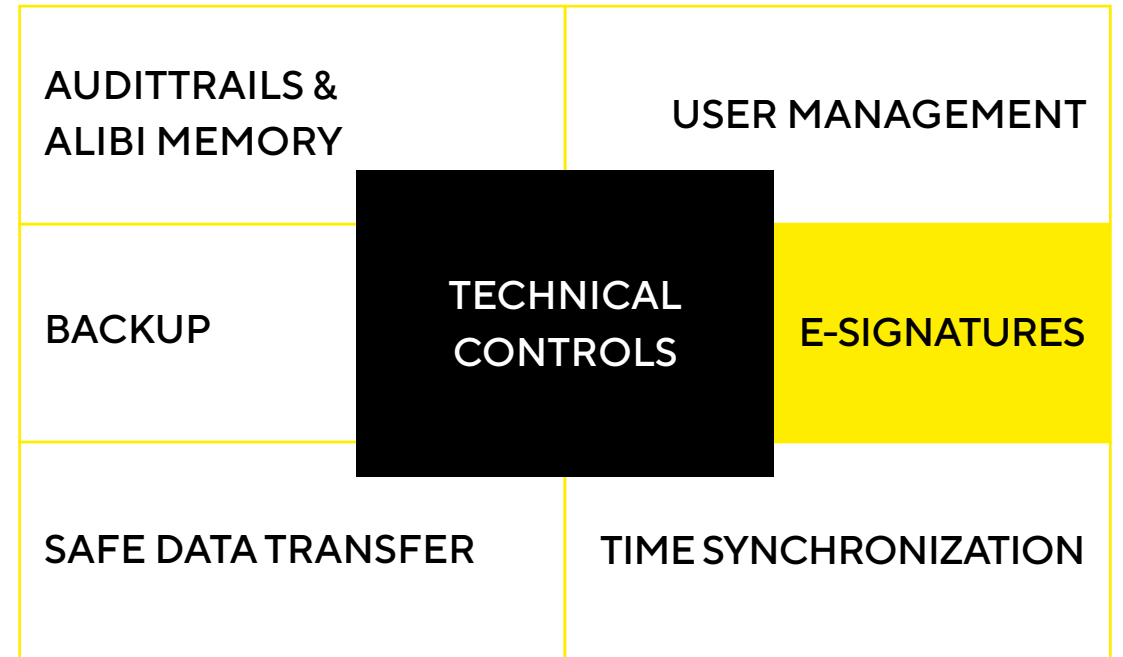 AUDITTRAILS &
ALIBI MEMORY
USER MANAGEMENT
TECHNICAL
CONTROLS
BACKUP
E-SIGNATURES
SAFE DATA TRANSFER
TIME SYNCHRONIZATION